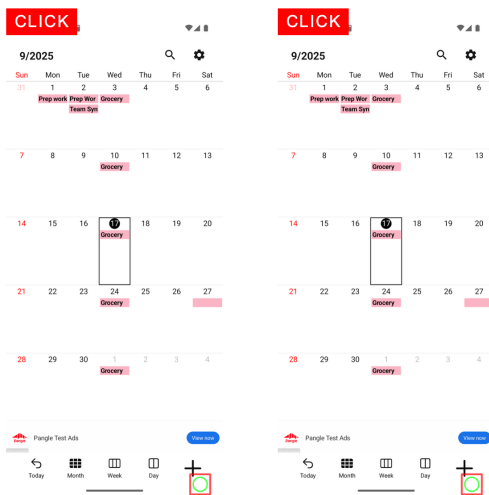 CLICK
9/2025
Sun Mon Tue Wed Thu Fri Sat
31 1 2 3 4 5 6
Prep work Prep Wor Grocery
Team Syn
7 8 9 10 11 12 13
Grocery
14 15 16 17 18 19 20
Grocery
21 22 23 24 25 26 27
Grocery
28 29 30 1 2 3 4
Grocery
Pangle
Pangle Test Ads
View now
Today Month Week Day
CLICK
9/2025
Sun Mon Tue Wed Thu Fri Sat
31 1 2 3 4 5 6
Prep work Prep Wor Grocery
Team Syn
7 8 9 10 11 12 13
Grocery
14 15 16 17 18 19 20
Grocery
21 22 23 24 25 26 27
Grocery
28 29 30 1 2 3 4
Grocery
Pangle
Pangle Test Ads
View now
Today Month Week Day